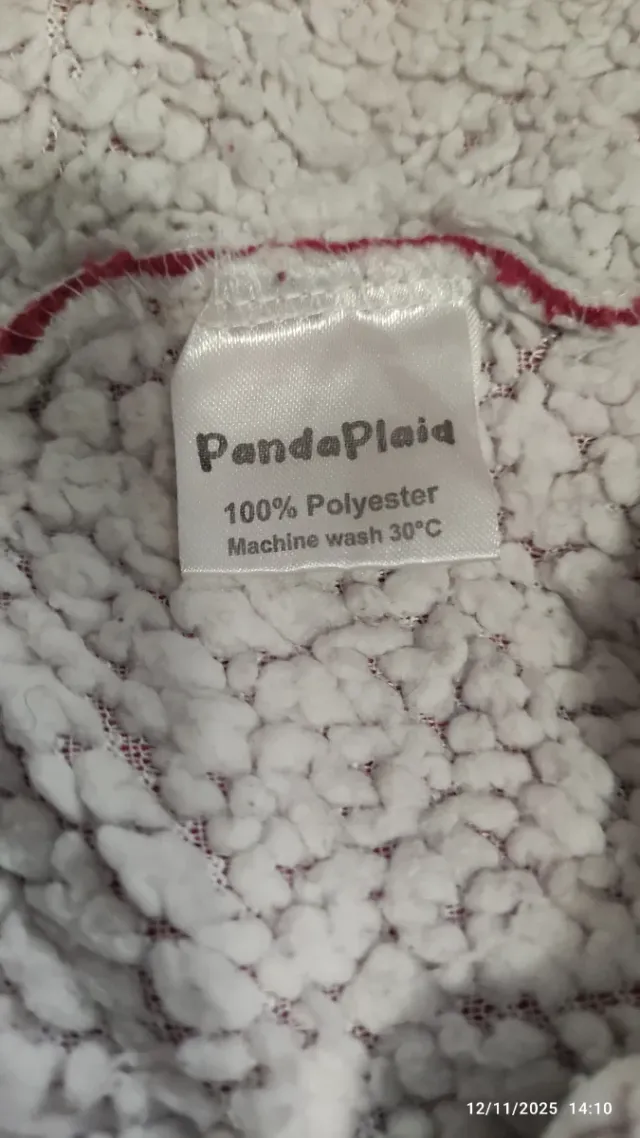 PandaPlaid
100% Polyester
Machine wash 30°C
12/11/2025 14:10